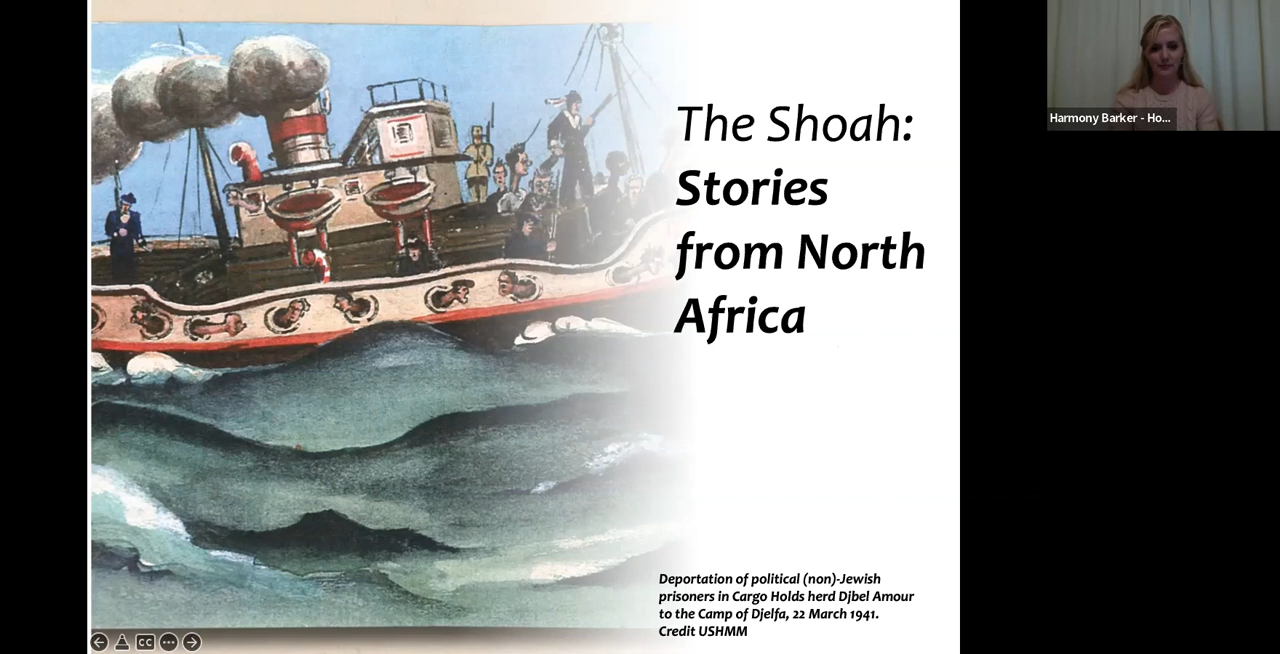 The Shoah:
Stories
from North
Africa
Deportation of political (non)-Jewish
prisoners in Cargo Holds herd Djbel Amour
to the Camp of Djelfa, 22 March 1941.
Credit USHMM
Harmony Barker - Ho...
CC